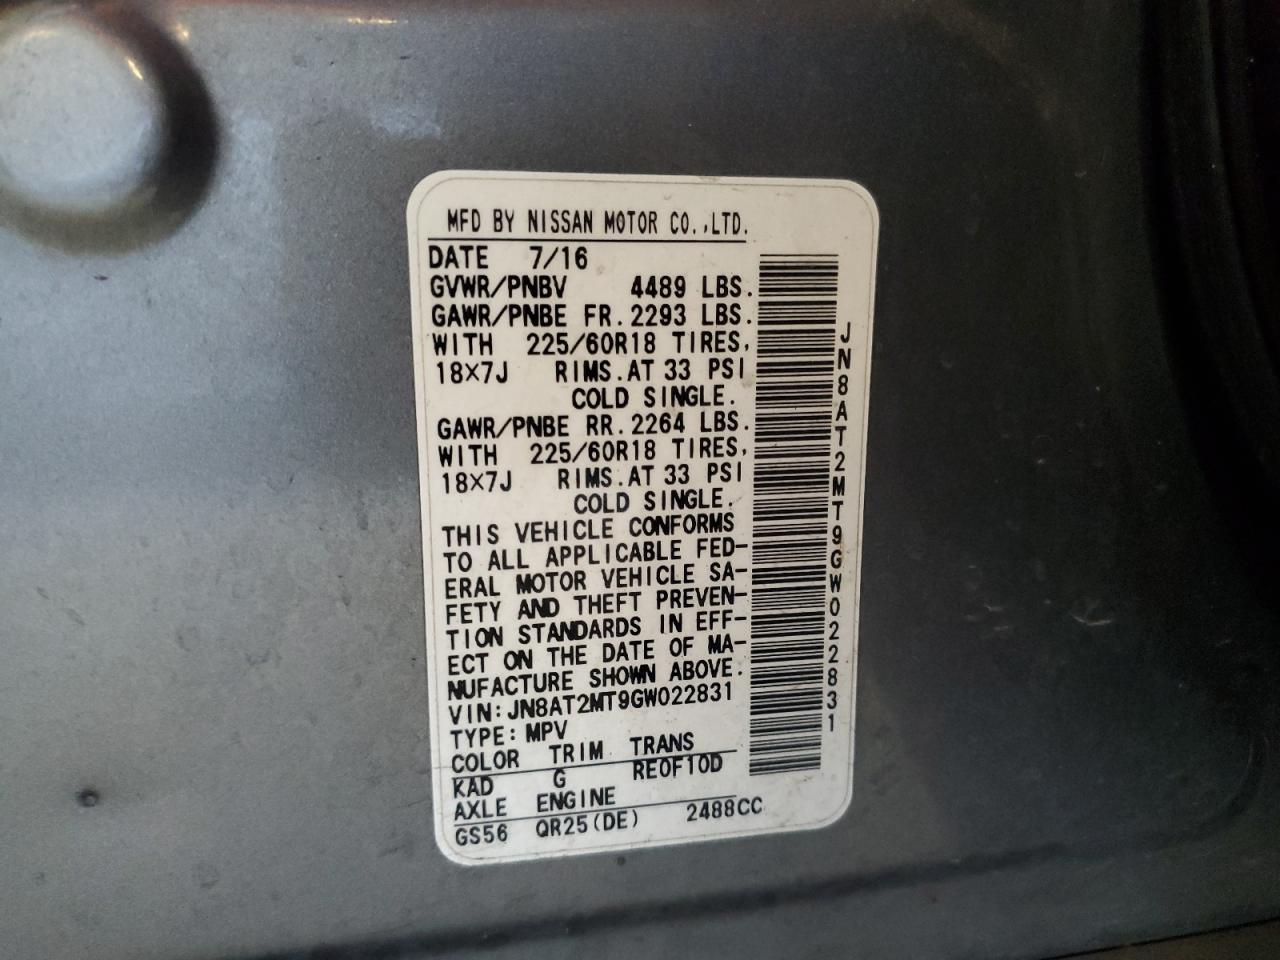 MFD BY NISSAN MOTOR CO.,LTD.
DATE 7/16
GVWR/PNBV 4489 LBS.
GAWR/PNBE FR. 2293 LBS.
WITH 225/60R18 TIRES,
18×7J RIMS. AT 33 PSI
COLD SINGLE.
GAWR/PNBE RR. 2264 LBS.
WITH 225/60R18 TIRES,
18×7J RIMS. AT 33 PSI
COLD SINGLE.
THIS VEHICLE CONFORMS
TO ALL APPLICABLE FED-
ERAL MOTOR VEHICLE SA-
FETY AND THEFT PREVEN-
TION STANDARDS IN EFF-
ECT ON THE DATE OF MA-
NUFACTURE SHOWN ABOVE.
VIN: JN8AT2MT9GW022831
TYPE: MPV
COLOR TRIM TRANS
KAD G RE0F10D
AXLE ENGINE
GS56 QR25(DE) 2488CC
JN8AT2MT9GW022831